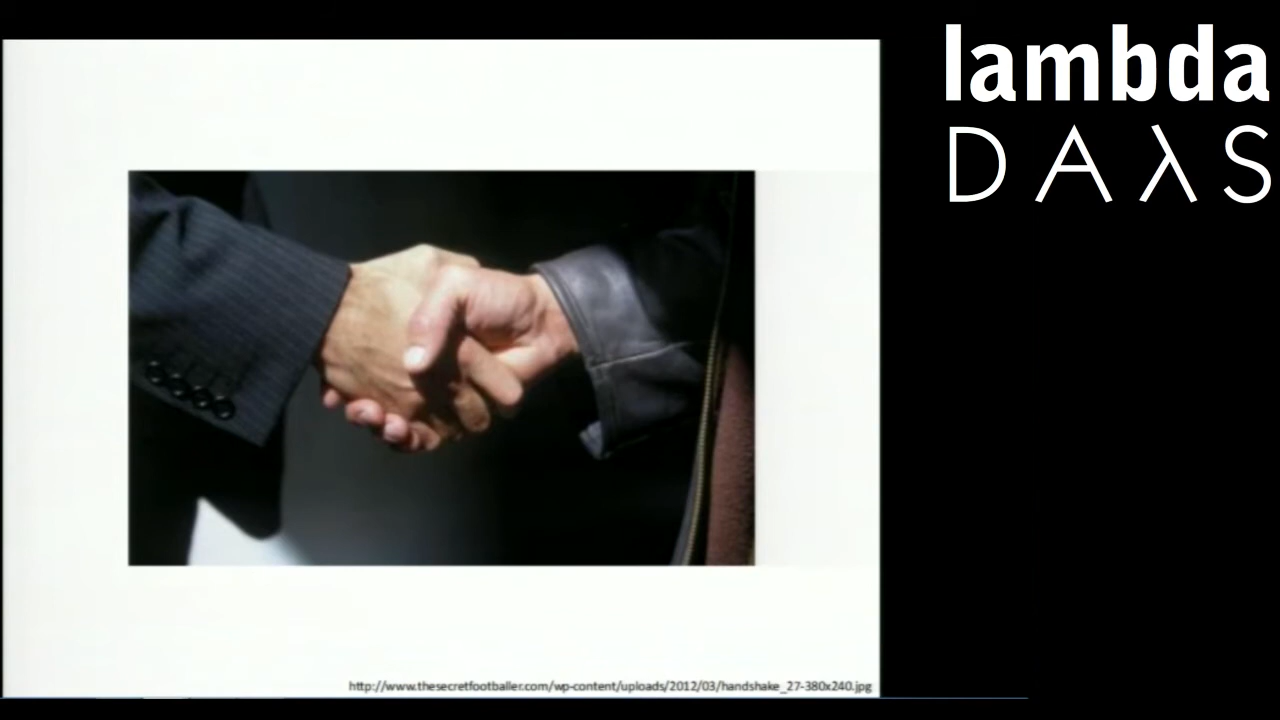 lambda
DAλS
http://www.thesecretfootballer.com/wp-content/uploads/2012/03/handshake_27-380x240.jpg